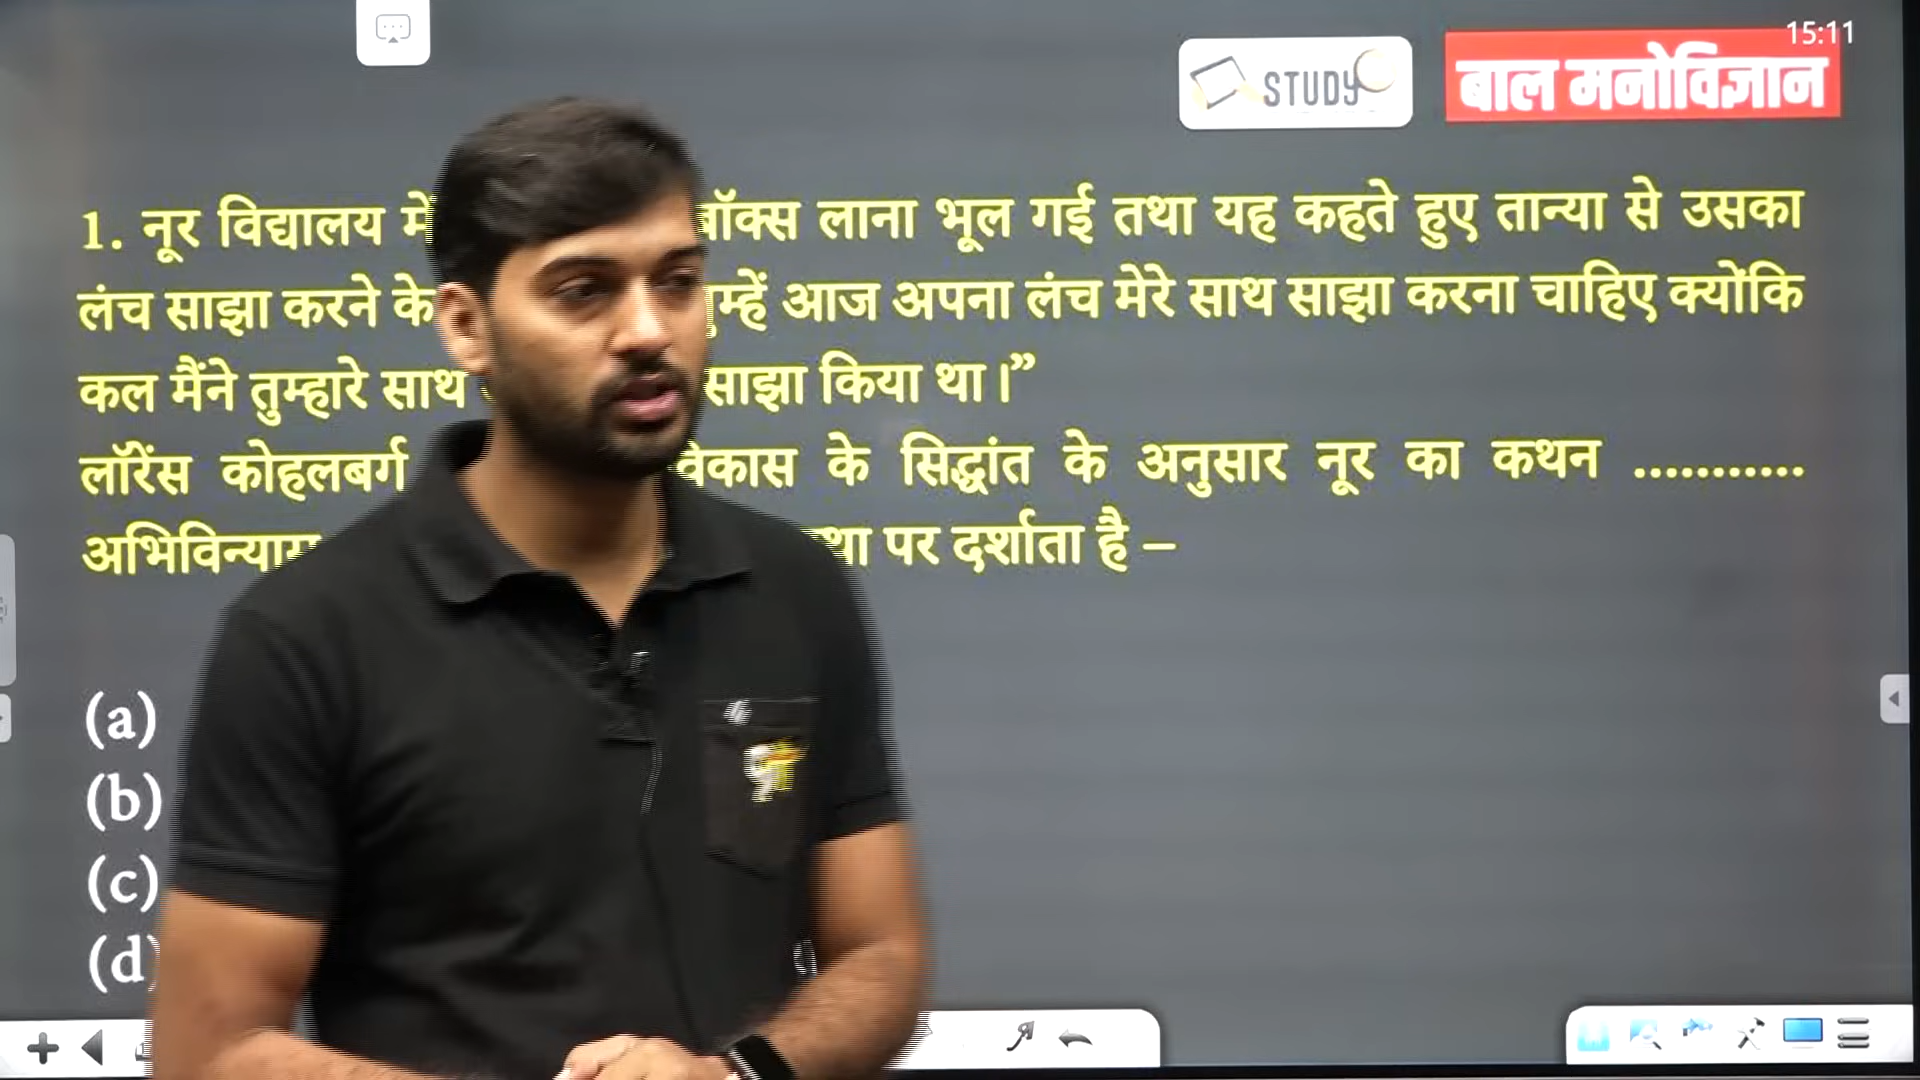 15:11
STUDY
बाल मनोविज्ञान
1. नूर विद्यालय में बॉक्स लाना भूल गई तथा यह कहते हुए तान्या से उसका
लंच साझा करने के तुम्हें आज अपना लंच मेरे साथ साझा करना चाहिए क्योंकि
कल मैंने तुम्हारे साथ साझा किया था।”
लॉरेंस कोहलबर्ग विकास के सिद्धांत के अनुसार नूर का कथन ...........
अभिविन्यास पर दर्शाता है –
(a)
(b)
(c)
(d)